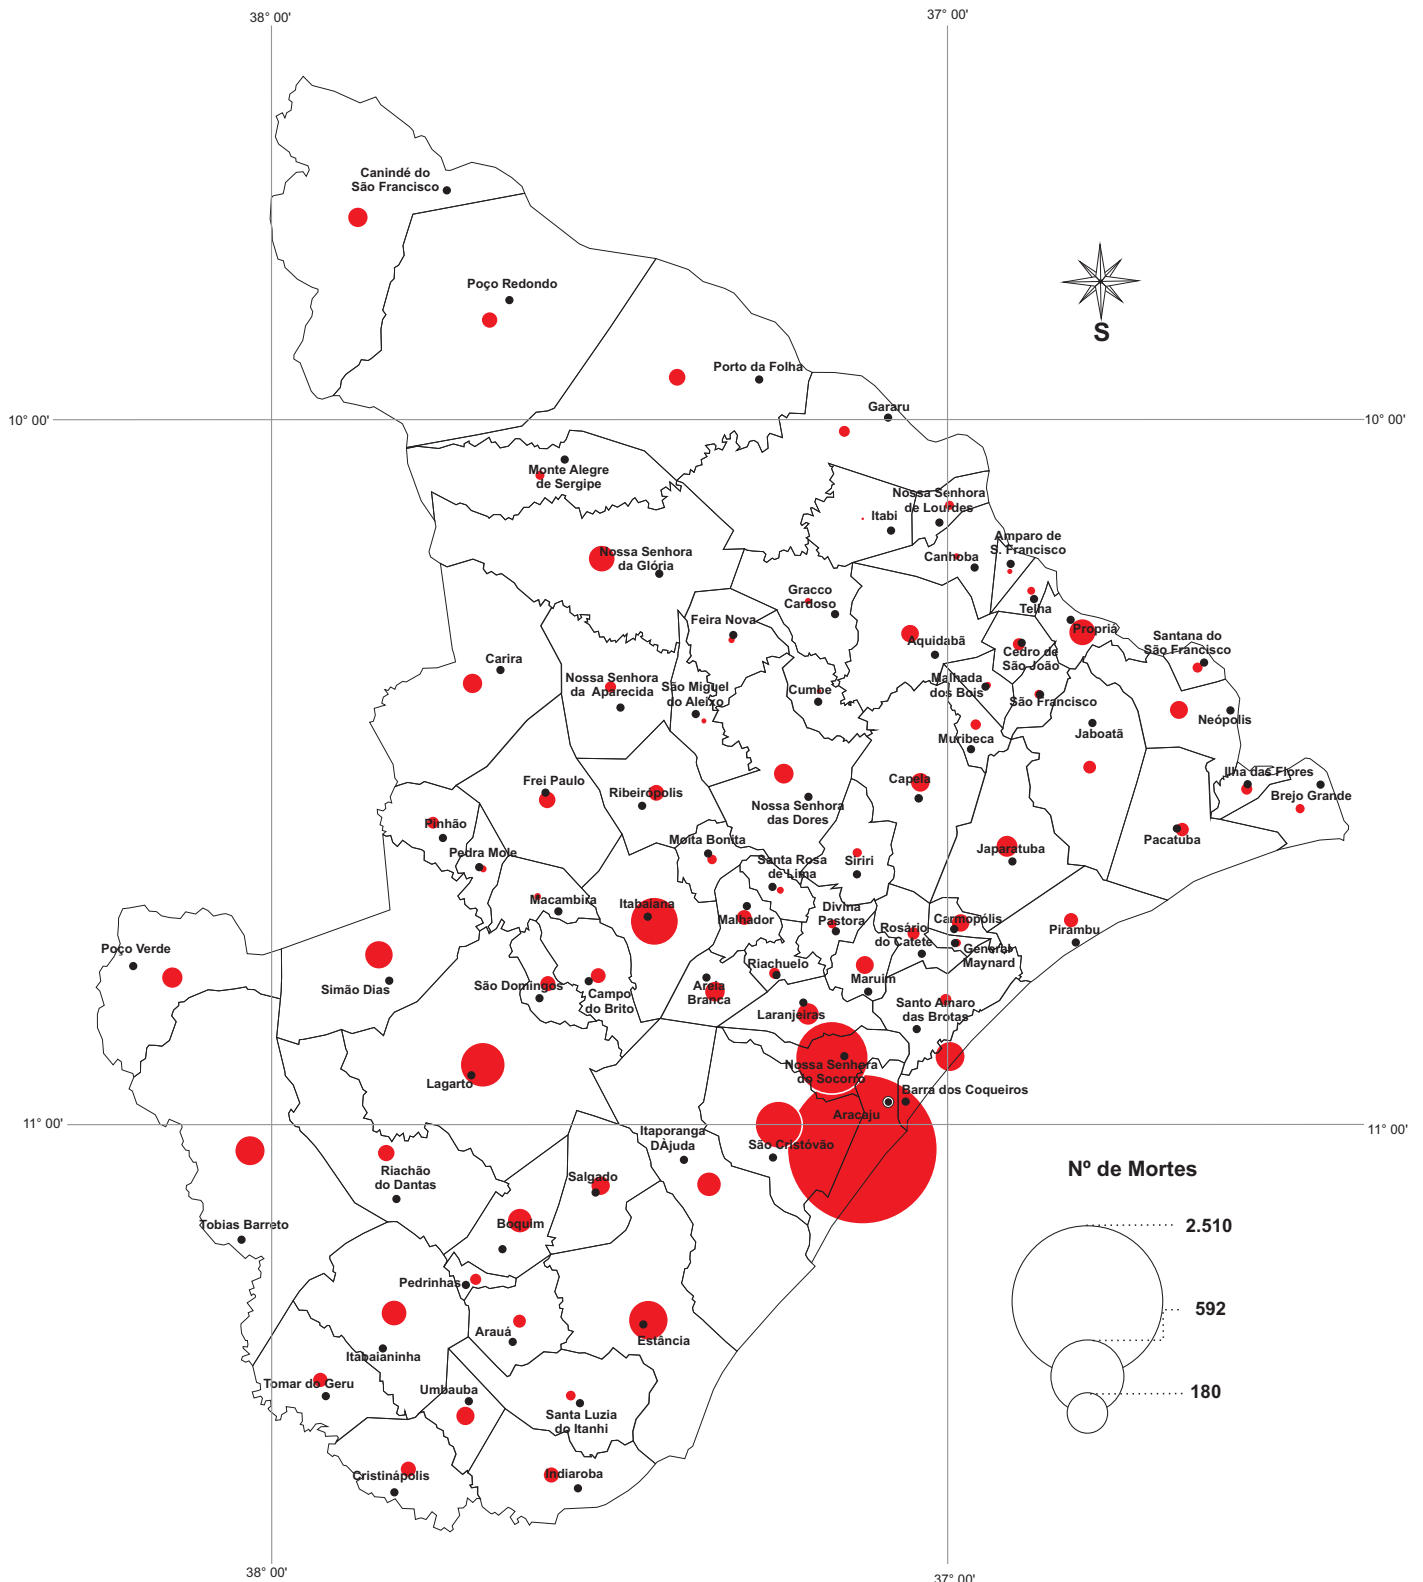 38° 00'
37° 00'
Canindé do
São Francisco
Poço Redondo
S
Porto da Folha
Gararu
10° 00'
10° 00'
Monte Alegre
de Sergipe
Nossa Senhora
de Lourdes
Itabi
Amparo de
S. Francisco
Canhoba
Nossa Senhora
da Glória
Gracco
Cardoso
Telha
Feira Nova
Propriá
Aquidabã
Santana do
São Francisco
Cedro de
São João
Carira
Nossa Senhora
da Aparecida
São Miguel
do Aleixo
Cumbe
Malhada
dos Bois
São Francisco
Neópolis
Jaboatã
Muribeca
Frei Paulo
Ribeirópolis
Capela
Ilha das Flores
Brejo Grande
Nossa Senhora
das Dores
Pinhão
Moita Bonita
Pacatuba
Pedra Mole
Santa Rosa
de Lima
Siriri
Japaratuba
Macambira
Itabaiana
Malhador
Divina
Pastora
Carmopólis
Rosário
do Catete
Pirambu
General
Maynard
Poço Verde
Simão Dias
São Domingos
Campo
do Brito
Areia
Branca
Riachuelo
Maruim
Santo Amaro
das Brotas
Laranjeiras
Nossa Senhora
do Socorro
Lagarto
Barra dos Coqueiros
Aracaju
11° 00'
11° 00'
Itaporanga
DÀjuda
São Cristóvão
Riachão
do Dantas
Salgado
Nº de Mortes
Tobias Barreto
Boquim
2.510
Pedrinhas
592
Arauá
Estância
Itabaianinha
Tomar do Geru
Umbauba
180
Santa Luzia
do Itanhi
Cristinápolis
Indiaroba
38° 00'
37° 00'